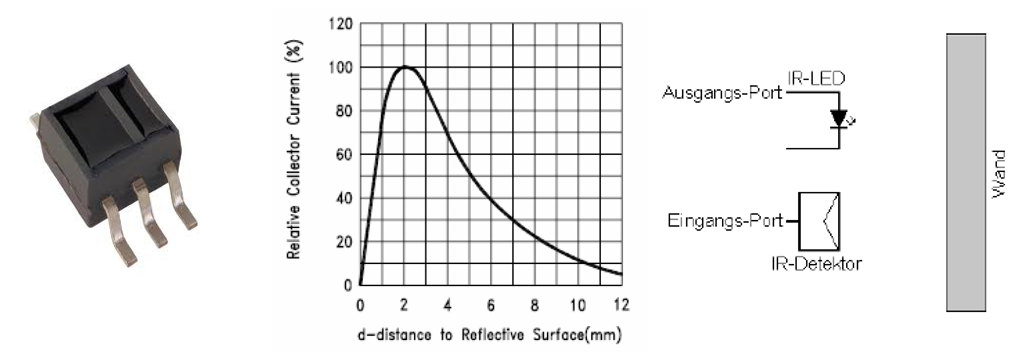 Relative Collector Current (%)
120
100
80
60
40
20
0
0 2 4 6 8 10 12
d-distance to Reflective Surface(mm)
IR-LED
Ausgangs-Port
Eingangs-Port
IR-Detektor
Wand